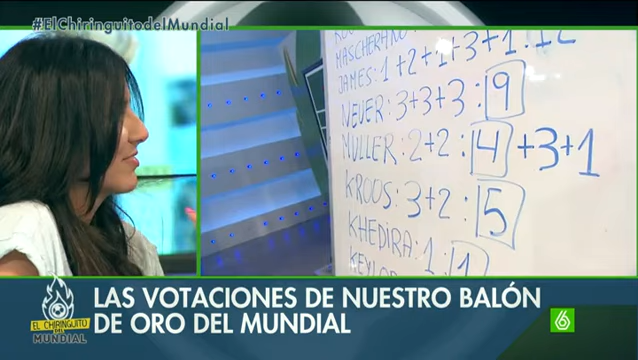 #ElChiringuitodelMundial
MASCHERANO:
JAMES: 1+2+1+3+1:12
NEUER: 3+3+3:9
MULLER: 2+2:4+3+1
KROOS: 3+2:5
KHEDIRA: 1:1
KEYLOR
EL CHIRINGUITO
DEL
MUNDIAL
LAS VOTACIONES DE NUESTRO BALÓN
DE ORO DEL MUNDIAL
6